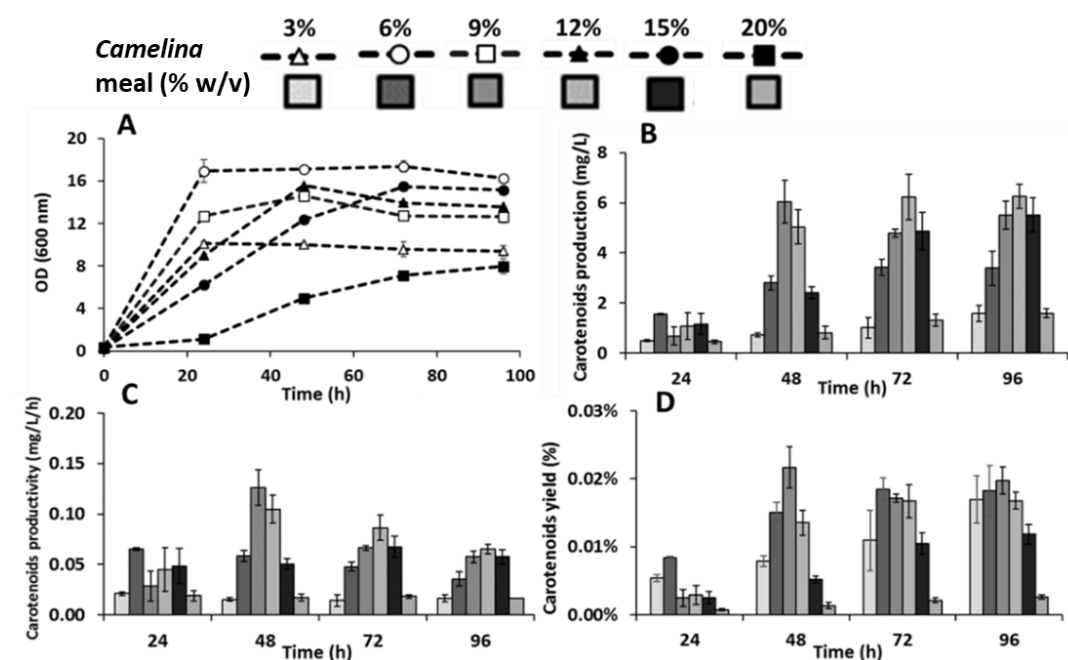 3% 6% 9% 12% 15% 20%
Camelina
meal (% w/v)
A
OD (600 nm)
20
16
12
8
4
0
0 20 40 60 80 100
Time (h)
B
Carotenoids production (mg/L)
8
6
4
2
0
24 48 72 96
Time (h)
C
Carotenoids productivity (mg/L/h)
0.20
0.15
0.10
0.05
0.00
24 48 72 96
Time (h)
D
Carotenoids yield (%)
0.03%
0.02%
0.01%
0.00%
24 48 72 96
Time (h)